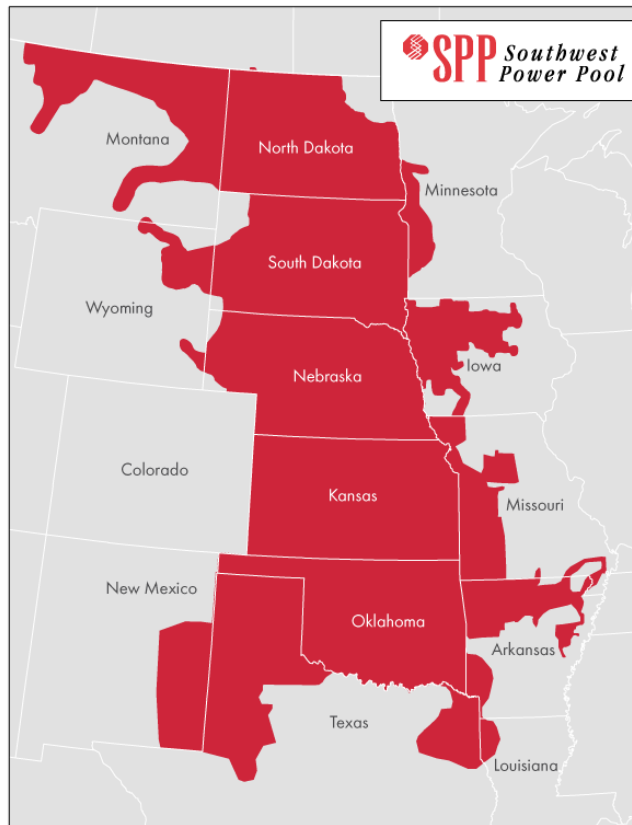 SPP Southwest
Power Pool
Montana
North Dakota
Minnesota
South Dakota
Wyoming
Iowa
Nebraska
Colorado
Kansas
Missouri
New Mexico
Oklahoma
Arkansas
Texas
Louisiana